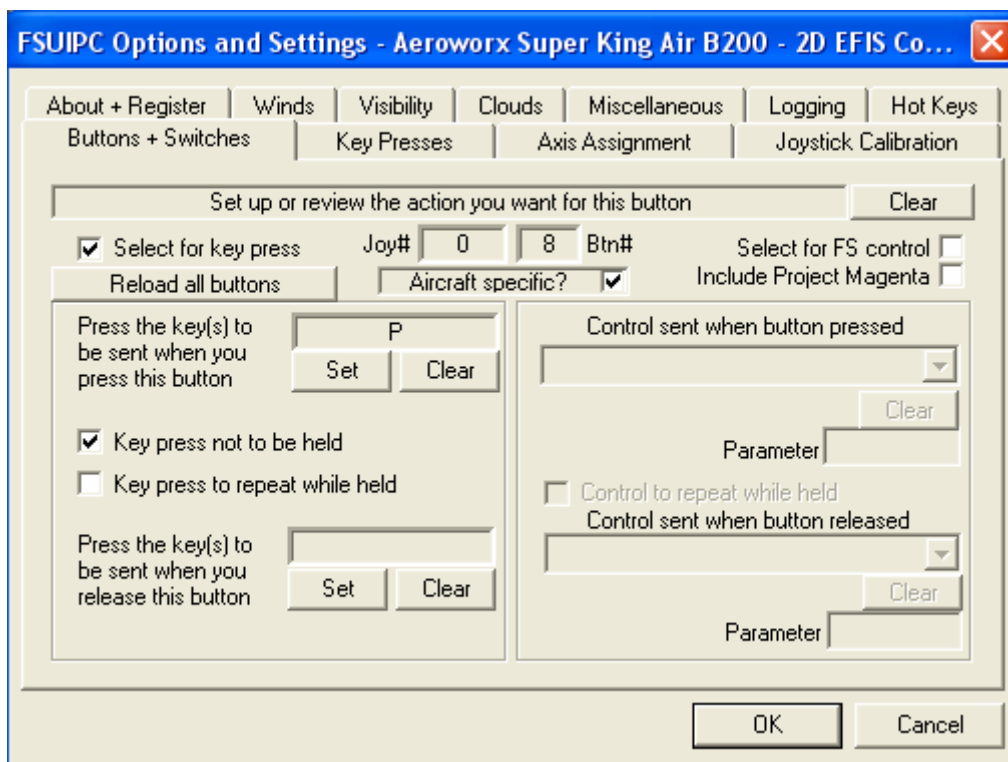 FSUIPC Options and Settings - Aeroworx Super King Air B200 - 2D EFIS Co...
About + Register
Winds
Visibility
Clouds
Miscellaneous
Logging
Hot Keys
Buttons + Switches
Key Presses
Axis Assignment
Joystick Calibration
Set up or review the action you want for this button
Clear
Select for key press
Joy# 0 8 Btn#
Select for FS control
Reload all buttons
Aircraft specific?
Include Project Magenta
Press the key(s) to
be sent when you
press this button
P
Set
Clear
Key press not to be held
Key press to repeat while held
Press the key(s) to
be sent when you
release this button
Set
Clear
Control sent when button pressed
Clear
Parameter
Control to repeat while held
Control sent when button released
Clear
Parameter
OK
Cancel